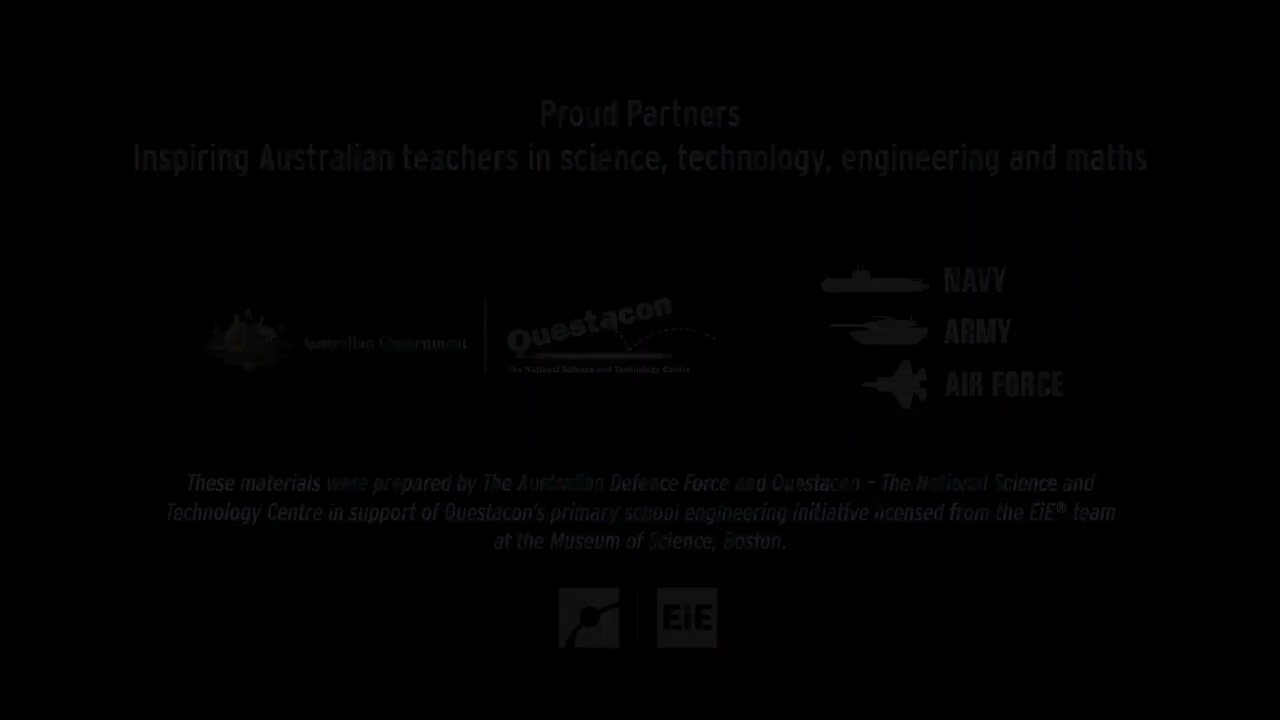 Proud Partners
Inspiring Australian teachers in science, technology, engineering and maths
NAVY
Australian Government
Questacon
The National Science and Technology Centre
ARMY
AIR FORCE
These materials were prepared by The Australian Defence Force and Questacon – The National Science and
Technology Centre in support of Questacon's primary school engineering initiative licensed from the EiE® team
at the Museum of Science, Boston.
EiE